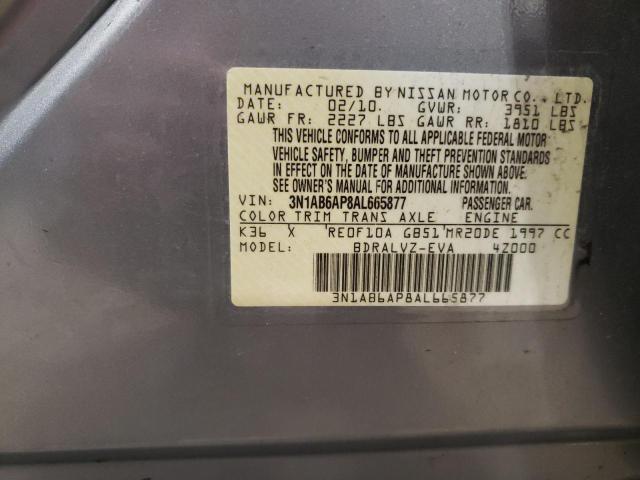 MANUFACTURED BY NISSAN MOTOR CO., LTD.
DATE: 02/10. GVWR: 3951 LBS
GAWR FR: 2227 LBS GAWR RR: 1810 LBS
THIS VEHICLE CONFORMS TO ALL APPLICABLE FEDERAL MOTOR
VEHICLE SAFETY, BUMPER AND THEFT PREVENTION STANDARDS
IN EFFECT ON THE DATE OF MANUFACTURE SHOWN ABOVE.
SEE OWNER'S MANUAL FOR ADDITIONAL INFORMATION.
VIN: 3N1AB6AP8AL665877 PASSENGER CAR.
COLOR TRIM TRANS AXLE ENGINE
K36 X RE0F10A GB51 MR20DE 1997 CC
MODEL: BDRALVZ-EVA 4Z000
3N1AB6AP8AL665877